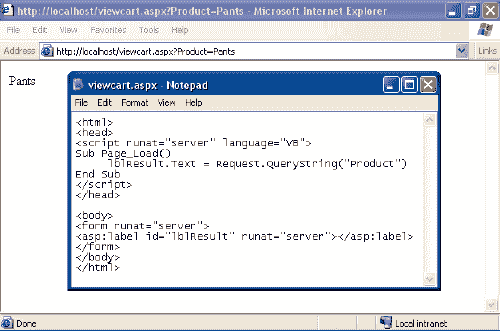 http://localhost/viewcart.aspx?Product=Pants - Microsoft Internet Explorer
File Edit View Favorites Tools Help
Address http://localhost/viewcart.aspx?Product=Pants Links
Pants
viewcart.aspx - Notepad
File Edit Format View Help
<html>
<head>
<script runat="server" language="VB">
Sub Page_Load()
lblResult.Text = Request.QueryString("Product")
End Sub
</script>
</head>
<body>
<form runat="server">
<asp:label id="lblResult" runat="server"></asp:label>
</form>
</body>
</html>
Done Local intranet